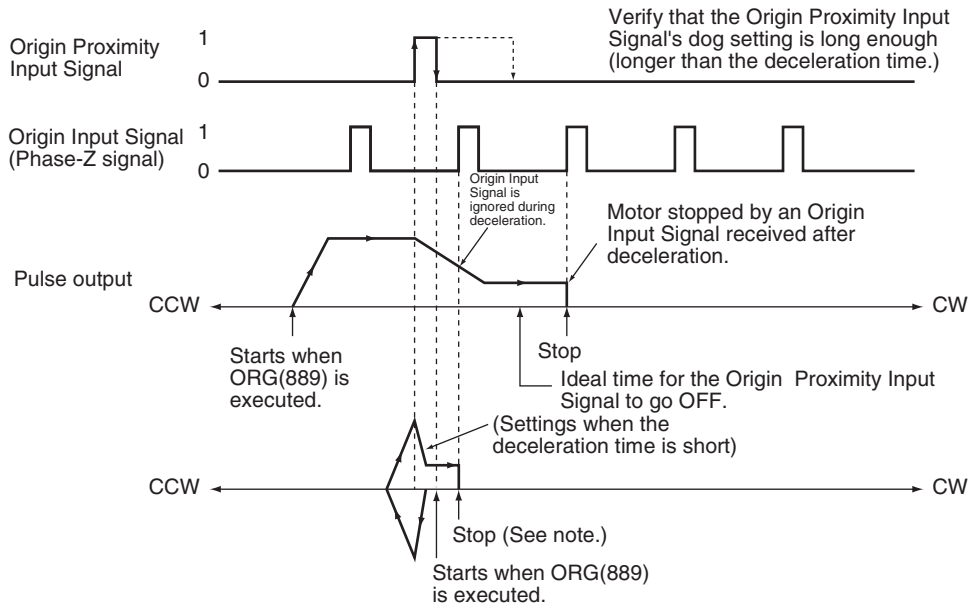 Verify that the Origin Proximity Input
Signal's dog setting is long enough
(longer than the deceleration time.)
Origin Proximity
Input Signal
1
0
Origin Input Signal
(Phase-Z signal)
1
0
Origin Input
Signal is
ignored during
deceleration.
Motor stopped by an Origin
Input Signal received after
deceleration.
Pulse output
CCW
CW
Starts when
ORG(889) is
executed.
Stop
Ideal time for the Origin Proximity Input
Signal to go OFF.
(Settings when the
deceleration time is short)
CCW
CW
Stop (See note.)
Starts when ORG(889)
is executed.